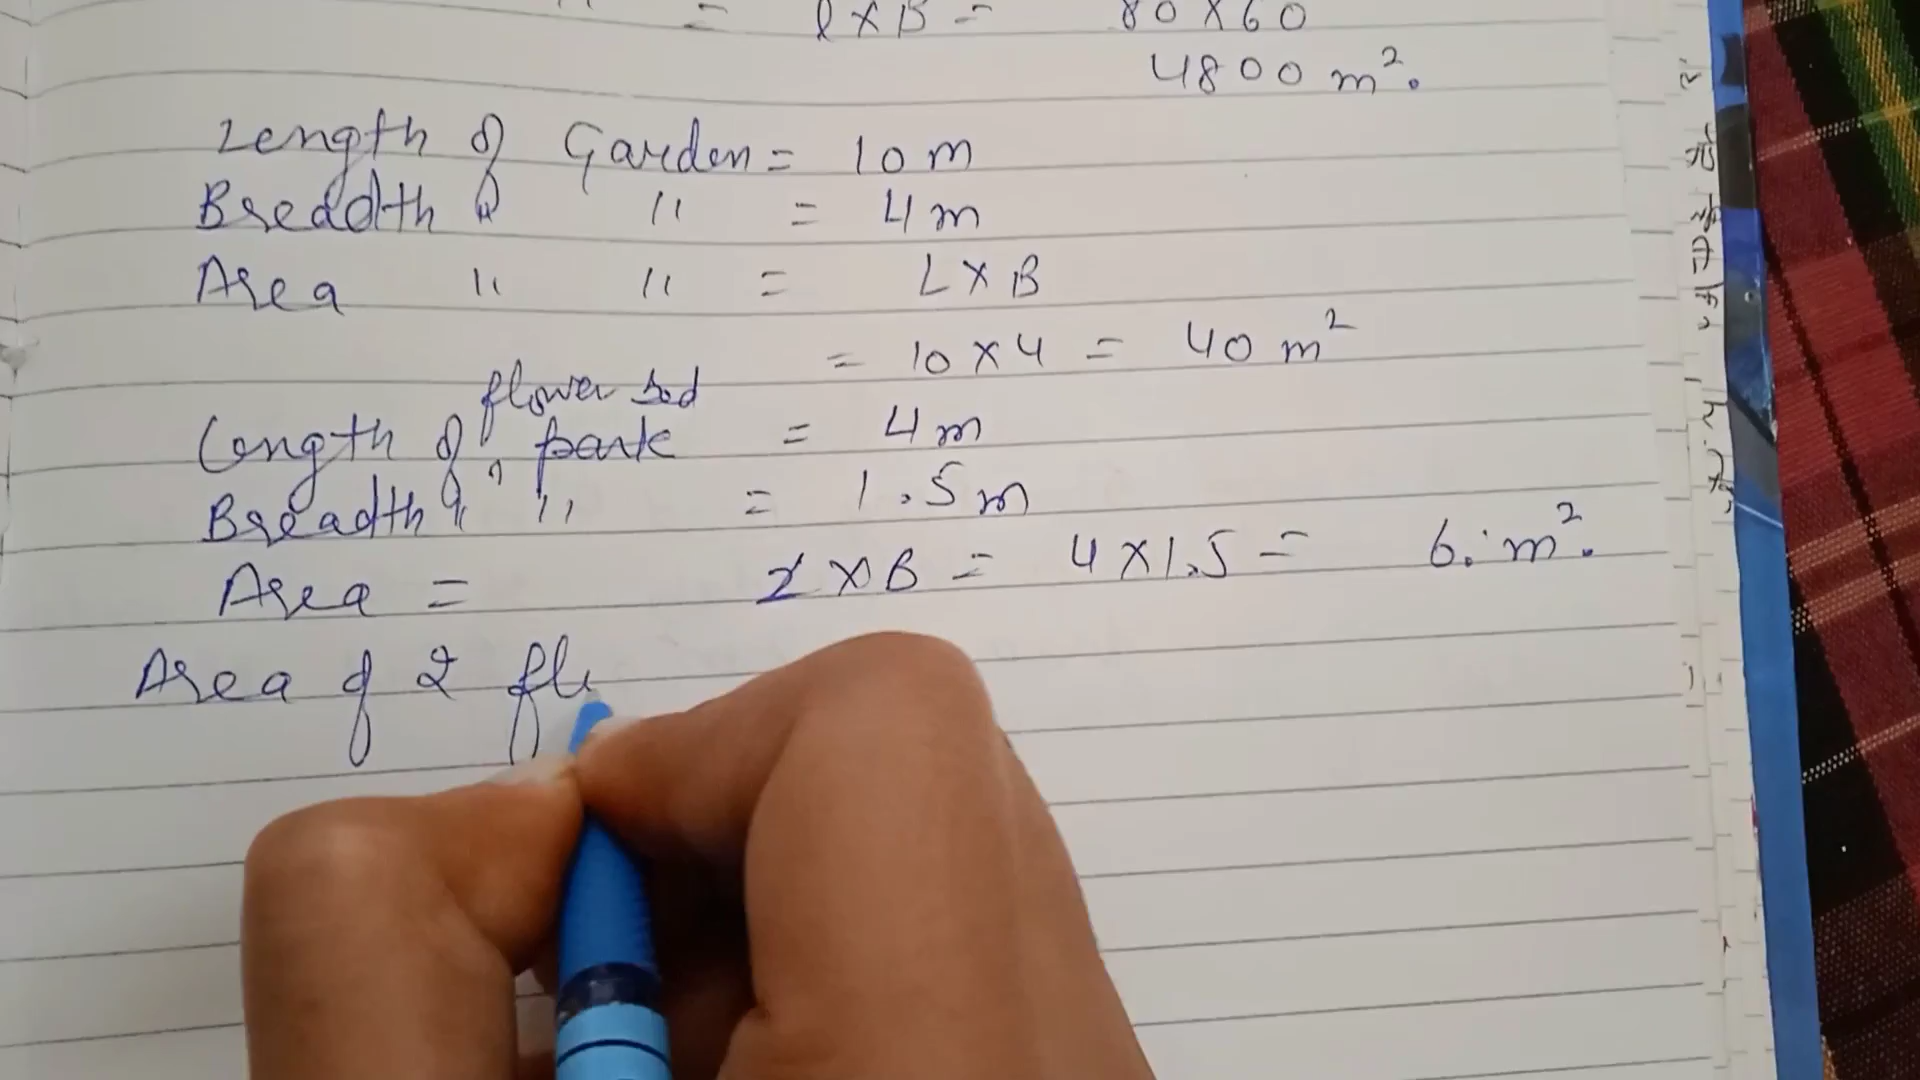 = l × B = 80 × 60
4800 m².
Length of Garden = 10 m
Breadth " " = 4 m
Area " " = L × B
= 10 × 4 = 40 m²
flower bed
Length of park = 4 m
Breadth " " = 1.5 m
Area = L × B = 4 × 1.5 = 6. m².
Area of 2 fl